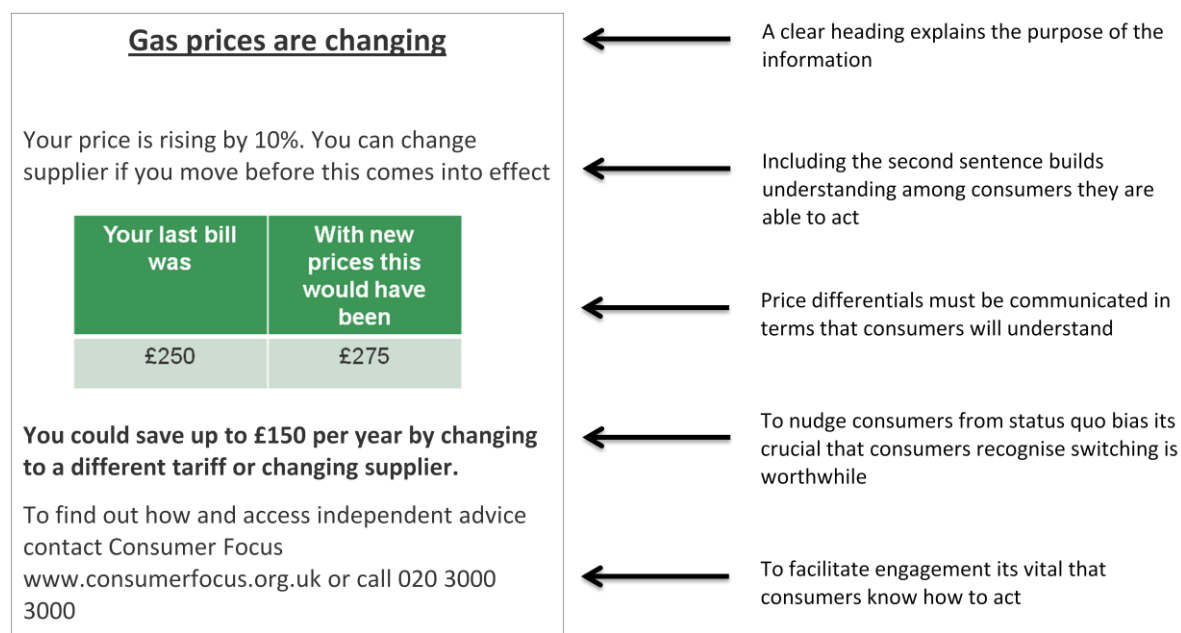 Gas prices are changing
Your price is rising by 10%. You can change
supplier if you move before this comes into effect
Your last bill
was
With new
prices this
would have
been
£250
£275
You could save up to £150 per year by changing
to a different tariff or changing supplier.
To find out how and access independent advice
contact Consumer Focus
www.consumerfocus.org.uk or call 020 3000
3000
A clear heading explains the purpose of the
information
Including the second sentence builds
understanding among consumers they are
able to act
Price differentials must be communicated in
terms that consumers will understand
To nudge consumers from status quo bias its
crucial that consumers recognise switching is
worthwhile
To facilitate engagement its vital that
consumers know how to act